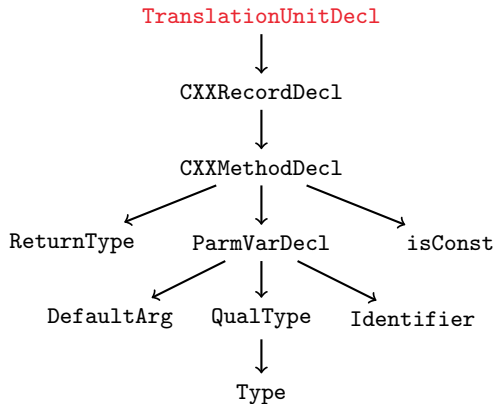 TranslationUnitDecl
CXXRecordDecl
CXXMethodDecl
ReturnType ParmVarDecl isConst
DefaultArg QualType Identifier
Type